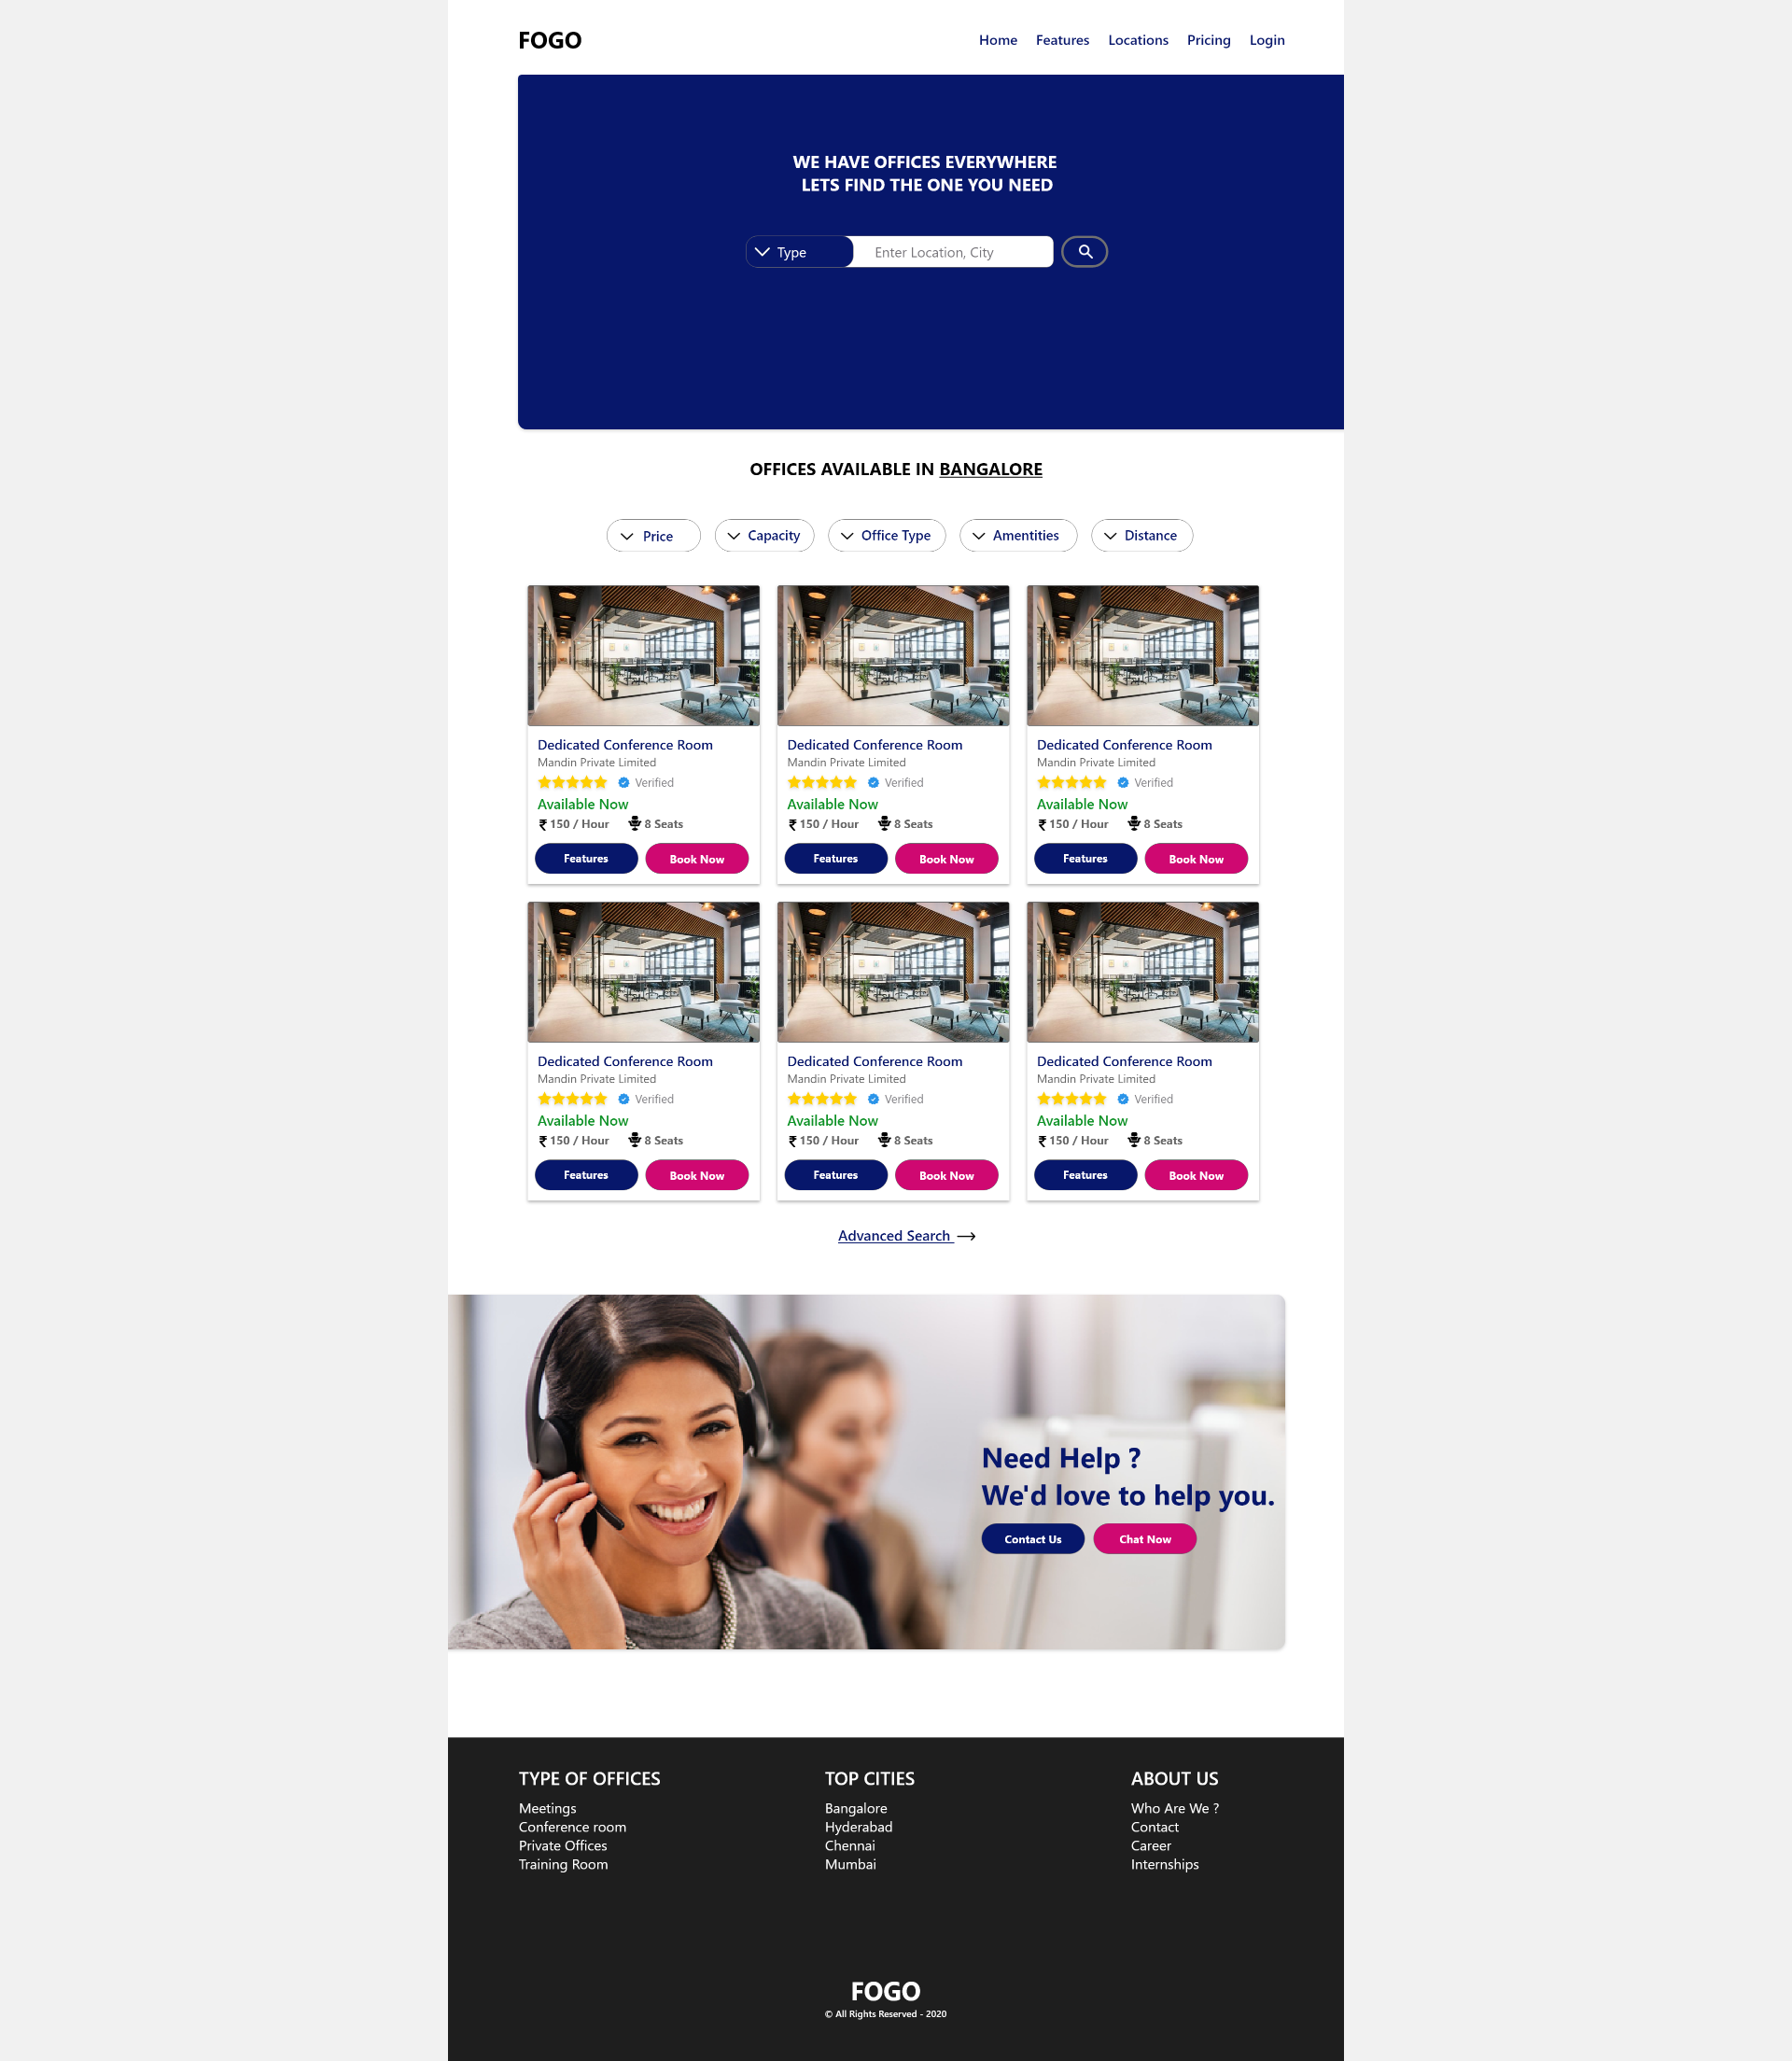 FOGO
Home Features Locations Pricing Login
WE HAVE OFFICES EVERYWHERE
LETS FIND THE ONE YOU NEED
Type Enter Location, City
OFFICES AVAILABLE IN BANGALORE
Price Capacity Office Type Amentities Distance
Dedicated Conference Room Dedicated Conference Room Dedicated Conference Room
Mandin Private Limited Mandin Private Limited Mandin Private Limited
Verified Verified Verified
Available Now Available Now Available Now
₹ 150 / Hour 8 Seats ₹ 150 / Hour 8 Seats ₹ 150 / Hour 8 Seats
Features Book Now Features Book Now Features Book Now
Dedicated Conference Room Dedicated Conference Room Dedicated Conference Room
Mandin Private Limited Mandin Private Limited Mandin Private Limited
Verified Verified Verified
Available Now Available Now Available Now
₹ 150 / Hour 8 Seats ₹ 150 / Hour 8 Seats ₹ 150 / Hour 8 Seats
Features Book Now Features Book Now Features Book Now
Advanced Search
Need Help ?
We'd love to help you.
Contact Us Chat Now
TYPE OF OFFICES
Meetings
Conference room
Private Offices
Training Room
TOP CITIES
Bangalore
Hyderabad
Chennai
Mumbai
ABOUT US
Who Are We ?
Contact
Career
Internships
FOGO
© All Rights Reserved - 2020